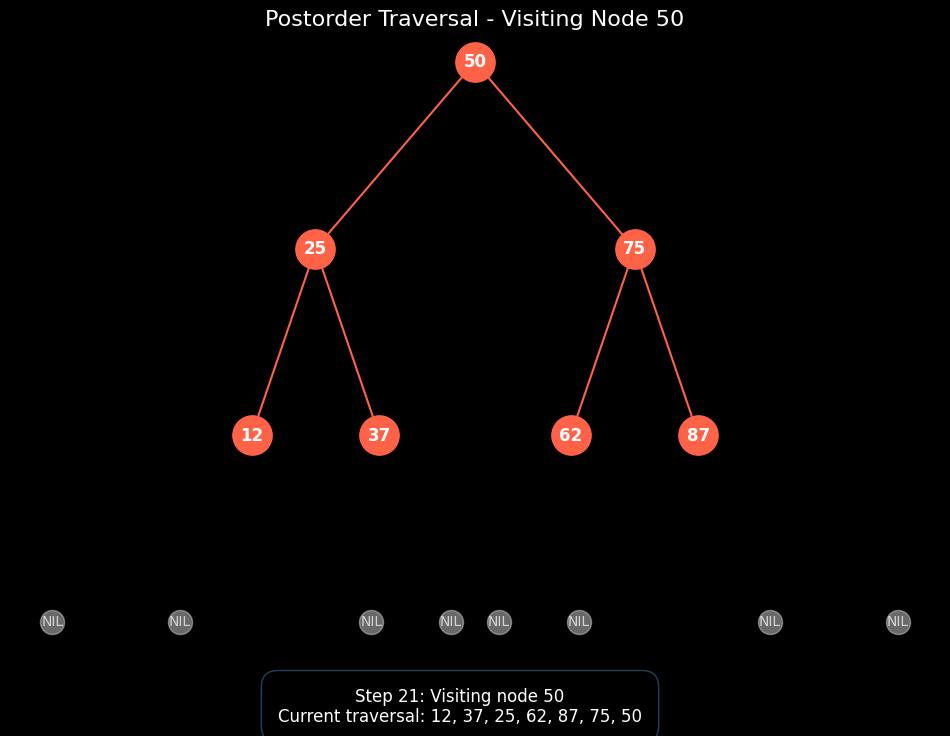 Postorder Traversal - Visiting Node 50
50
25
75
12
37
62
87
NIL
NIL
NIL
NIL
NIL
NIL
NIL
NIL
Step 21: Visiting node 50
Current traversal: 12, 37, 25, 62, 87, 75, 50